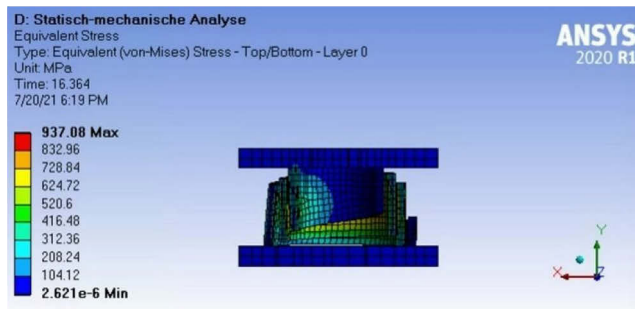 D: Statisch-mechanische Analyse
Equivalent Stress
Type: Equivalent (von-Mises) Stress - Top/Bottom - Layer 0
Unit: MPa
Time: 16.364
7/20/21 6:19 PM
ANSYS
2020 R1
937.08 Max
832.96
728.84
624.72
520.6
416.48
312.36
208.24
104.12
2.621e-6 Min
Y
X
Z